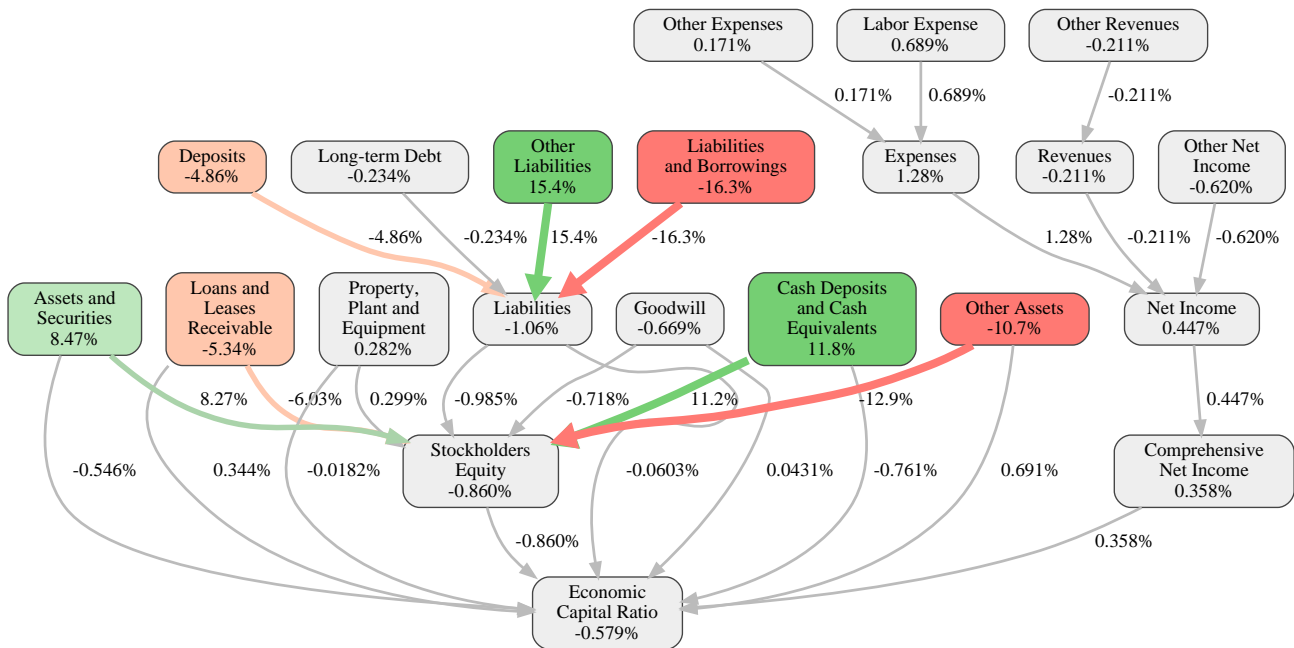 Other Expenses
0.171%
Labor Expense
0.689%
Other Revenues
-0.211%
0.171%
0.689%
-0.211%
Deposits
-4.86%
Long-term Debt
-0.234%
Other
Liabilities
15.4%
Liabilities
and Borrowings
-16.3%
Expenses
1.28%
Revenues
-0.211%
Other Net
Income
-0.620%
-4.86%
-0.234%
15.4%
-16.3%
1.28%
-0.211%
-0.620%
Assets and
Securities
8.47%
Loans and
Leases
Receivable
-5.34%
Property,
Plant and
Equipment
0.282%
Liabilities
-1.06%
Goodwill
-0.669%
Cash Deposits
and Cash
Equivalents
11.8%
Other Assets
-10.7%
Net Income
0.447%
8.27%
-6.03%
0.299%
-0.985%
-0.718%
11.2%
-12.9%
0.447%
Stockholders
Equity
-0.860%
Comprehensive
Net Income
0.358%
-0.546%
0.344%
-0.0182%
-0.0603%
0.0431%
-0.761%
0.691%
-0.860%
0.358%
Economic
Capital Ratio
-0.579%